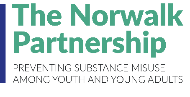 The Norwalk
Partnership
PREVENTING SUBSTANCE MISUSE
AMONG YOUTH AND YOUNG ADULTS